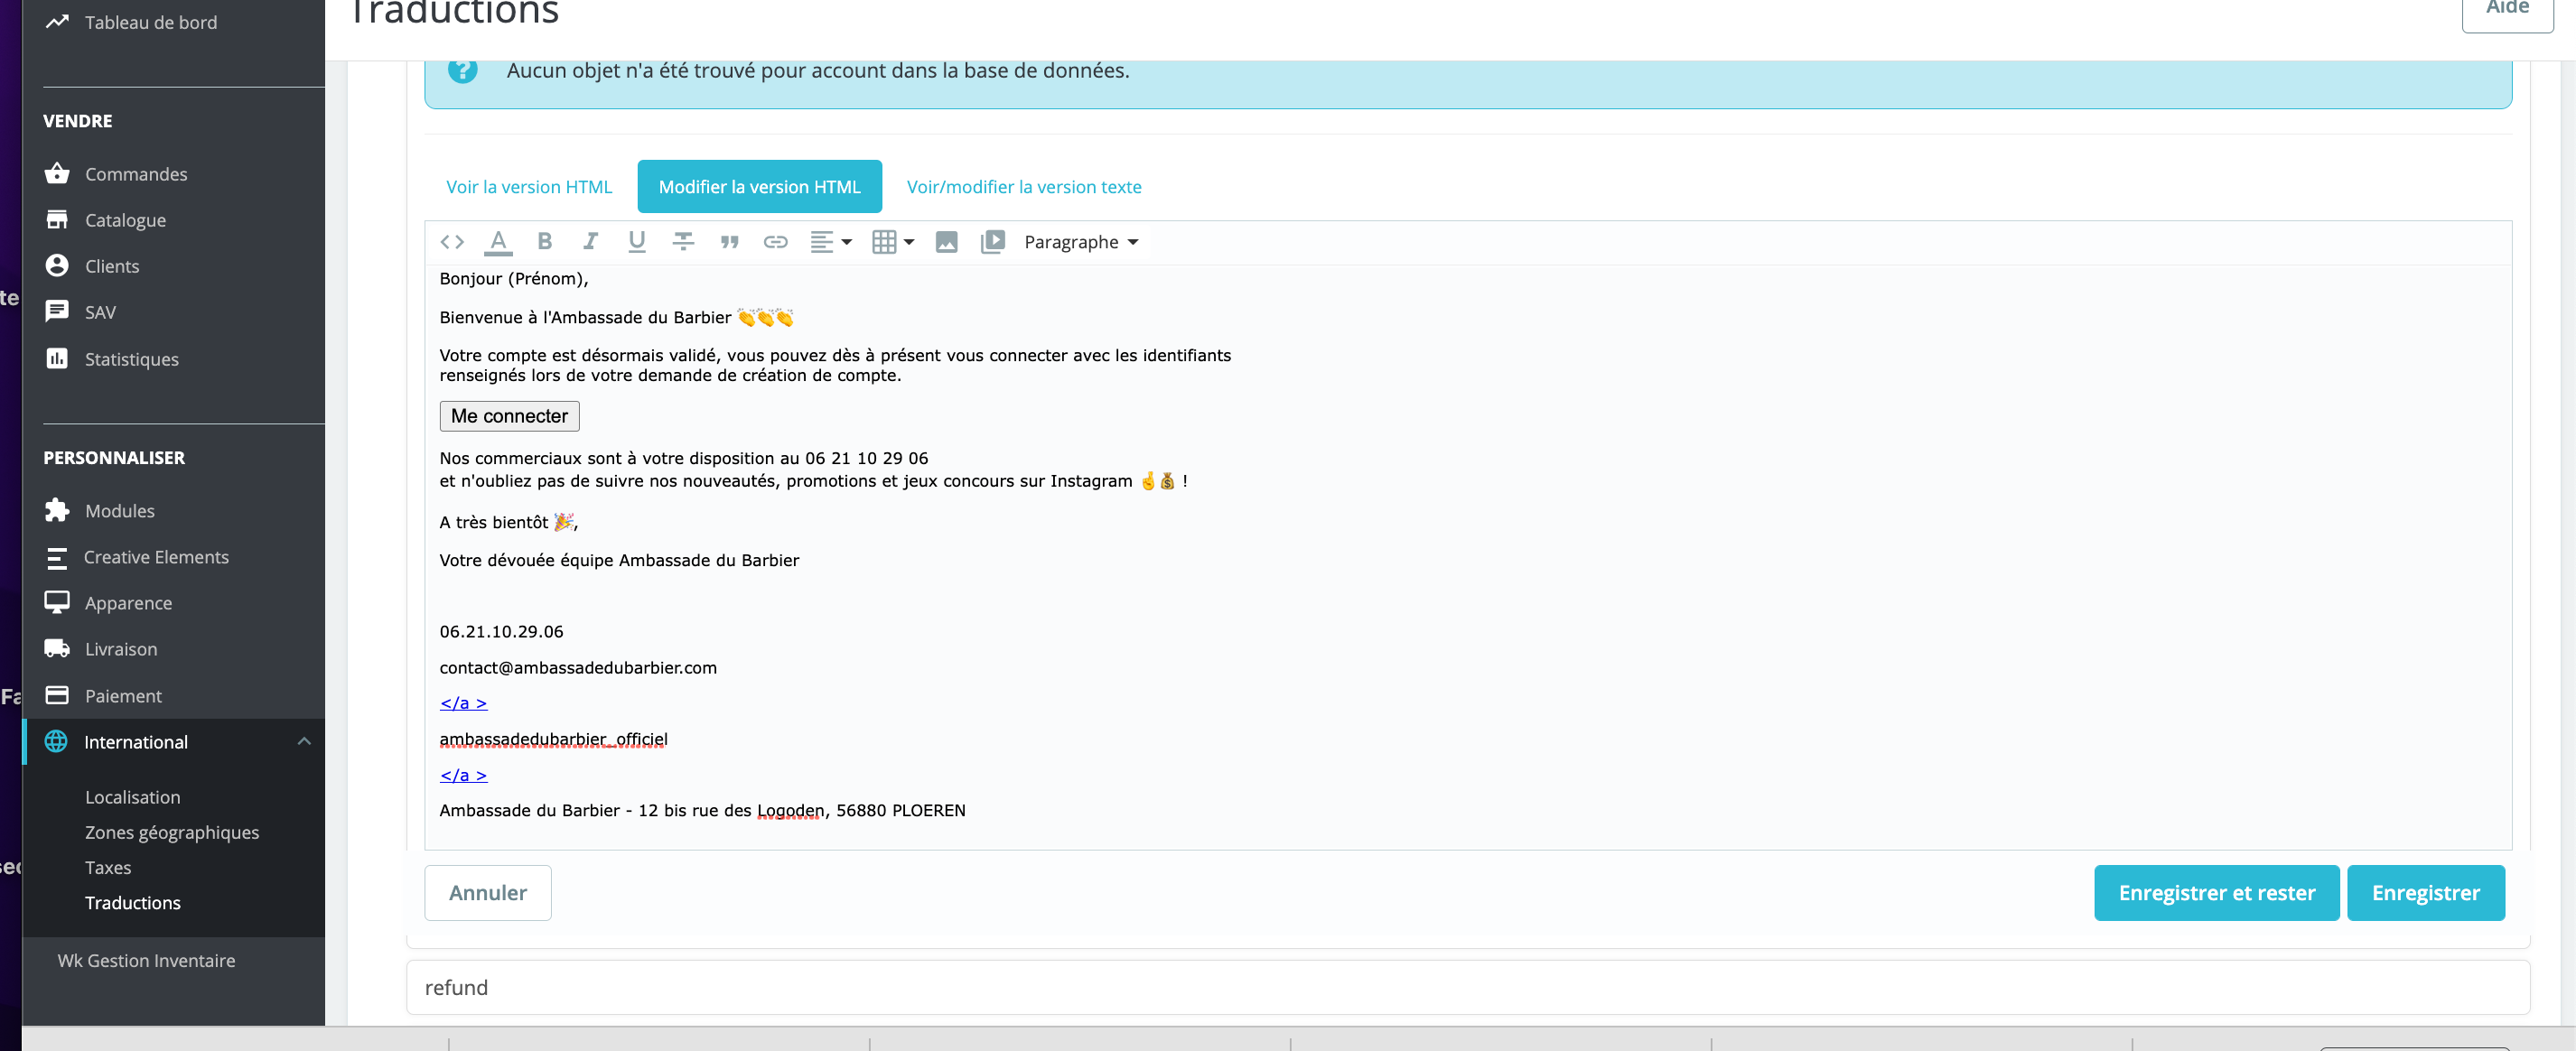 Tableau de bord
VENDRE
Commandes
Catalogue
Clients
SAV
Statistiques
PERSONNALISER
Modules
Creative Elements
Apparence
Livraison
Paiement
International
Localisation
Zones géographiques
Taxes
Traductions
Wk Gestion Inventaire
Traductions
Aide
Aucun objet n'a été trouvé pour account dans la base de données.
Voir la version HTML
Modifier la version HTML
Voir/modifier la version texte
Paragraphe
Bonjour (Prénom),
Bienvenue à l'Ambassade du Barbier 👏👏👏
Votre compte est désormais validé, vous pouvez dès à présent vous connecter avec les identifiants
renseignés lors de votre demande de création de compte.
Me connecter
Nos commerciaux sont à votre disposition au 06 21 10 29 06
et n'oubliez pas de suivre nos nouveautés, promotions et jeux concours sur Instagram 🤞💰 !
A très bientôt 🎉,
Votre dévouée équipe Ambassade du Barbier
06.21.10.29.06
contact@ambassadedubarbier.com
</a >
ambassadedubarbier_officiel
</a >
Ambassade du Barbier - 12 bis rue des Logoden, 56880 PLOEREN
Annuler
Enregistrer et rester
Enregistrer
refund